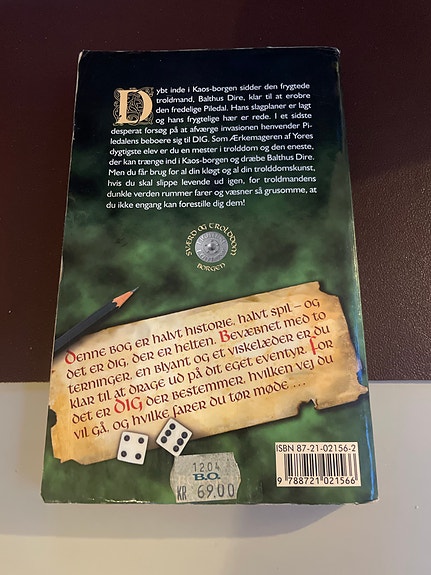 Dybt inde i Kaos-borgen sidder den frygtede
troldmand, Balthus Dire, klar til at erobre
den fredelige Piledal. Hans slagplaner er lagt
og hans frygtelige hær er rede. I et sidste
desperat forsøg på at afværge invasionen henvender Pi-
ledalens beboere sig til DIG. Som Ærkemageren af Yores
dygtigste elev er du en mester i trolddom og den eneste,
der kan trænge ind i Kaos-borgen og dræbe Balthus Dire.
Men du får brug for al din kløgt og al din trolddomskunst,
hvis du skal slippe levende ud igen, for troldmandens
dunkle verden rummer farer og væsner så grusomme, at
du ikke engang kan forestille dig dem!
SVÆRD OG TROLDDOM
BORGEN
Denne bog er halvt historie, halvt spil – og
det er dig, der er helten. Bevæbnet med to
terninger, en blyant og et viskelæder er du
klar til at drage ud på dit eget eventyr. For
det er DIG der bestemmer, hvilken vej du
vil gå, og hvilke farer du tør møde ...
12.04
B.O.
KR 69.00
ISBN 87-21-02156-2
9 788721 021566